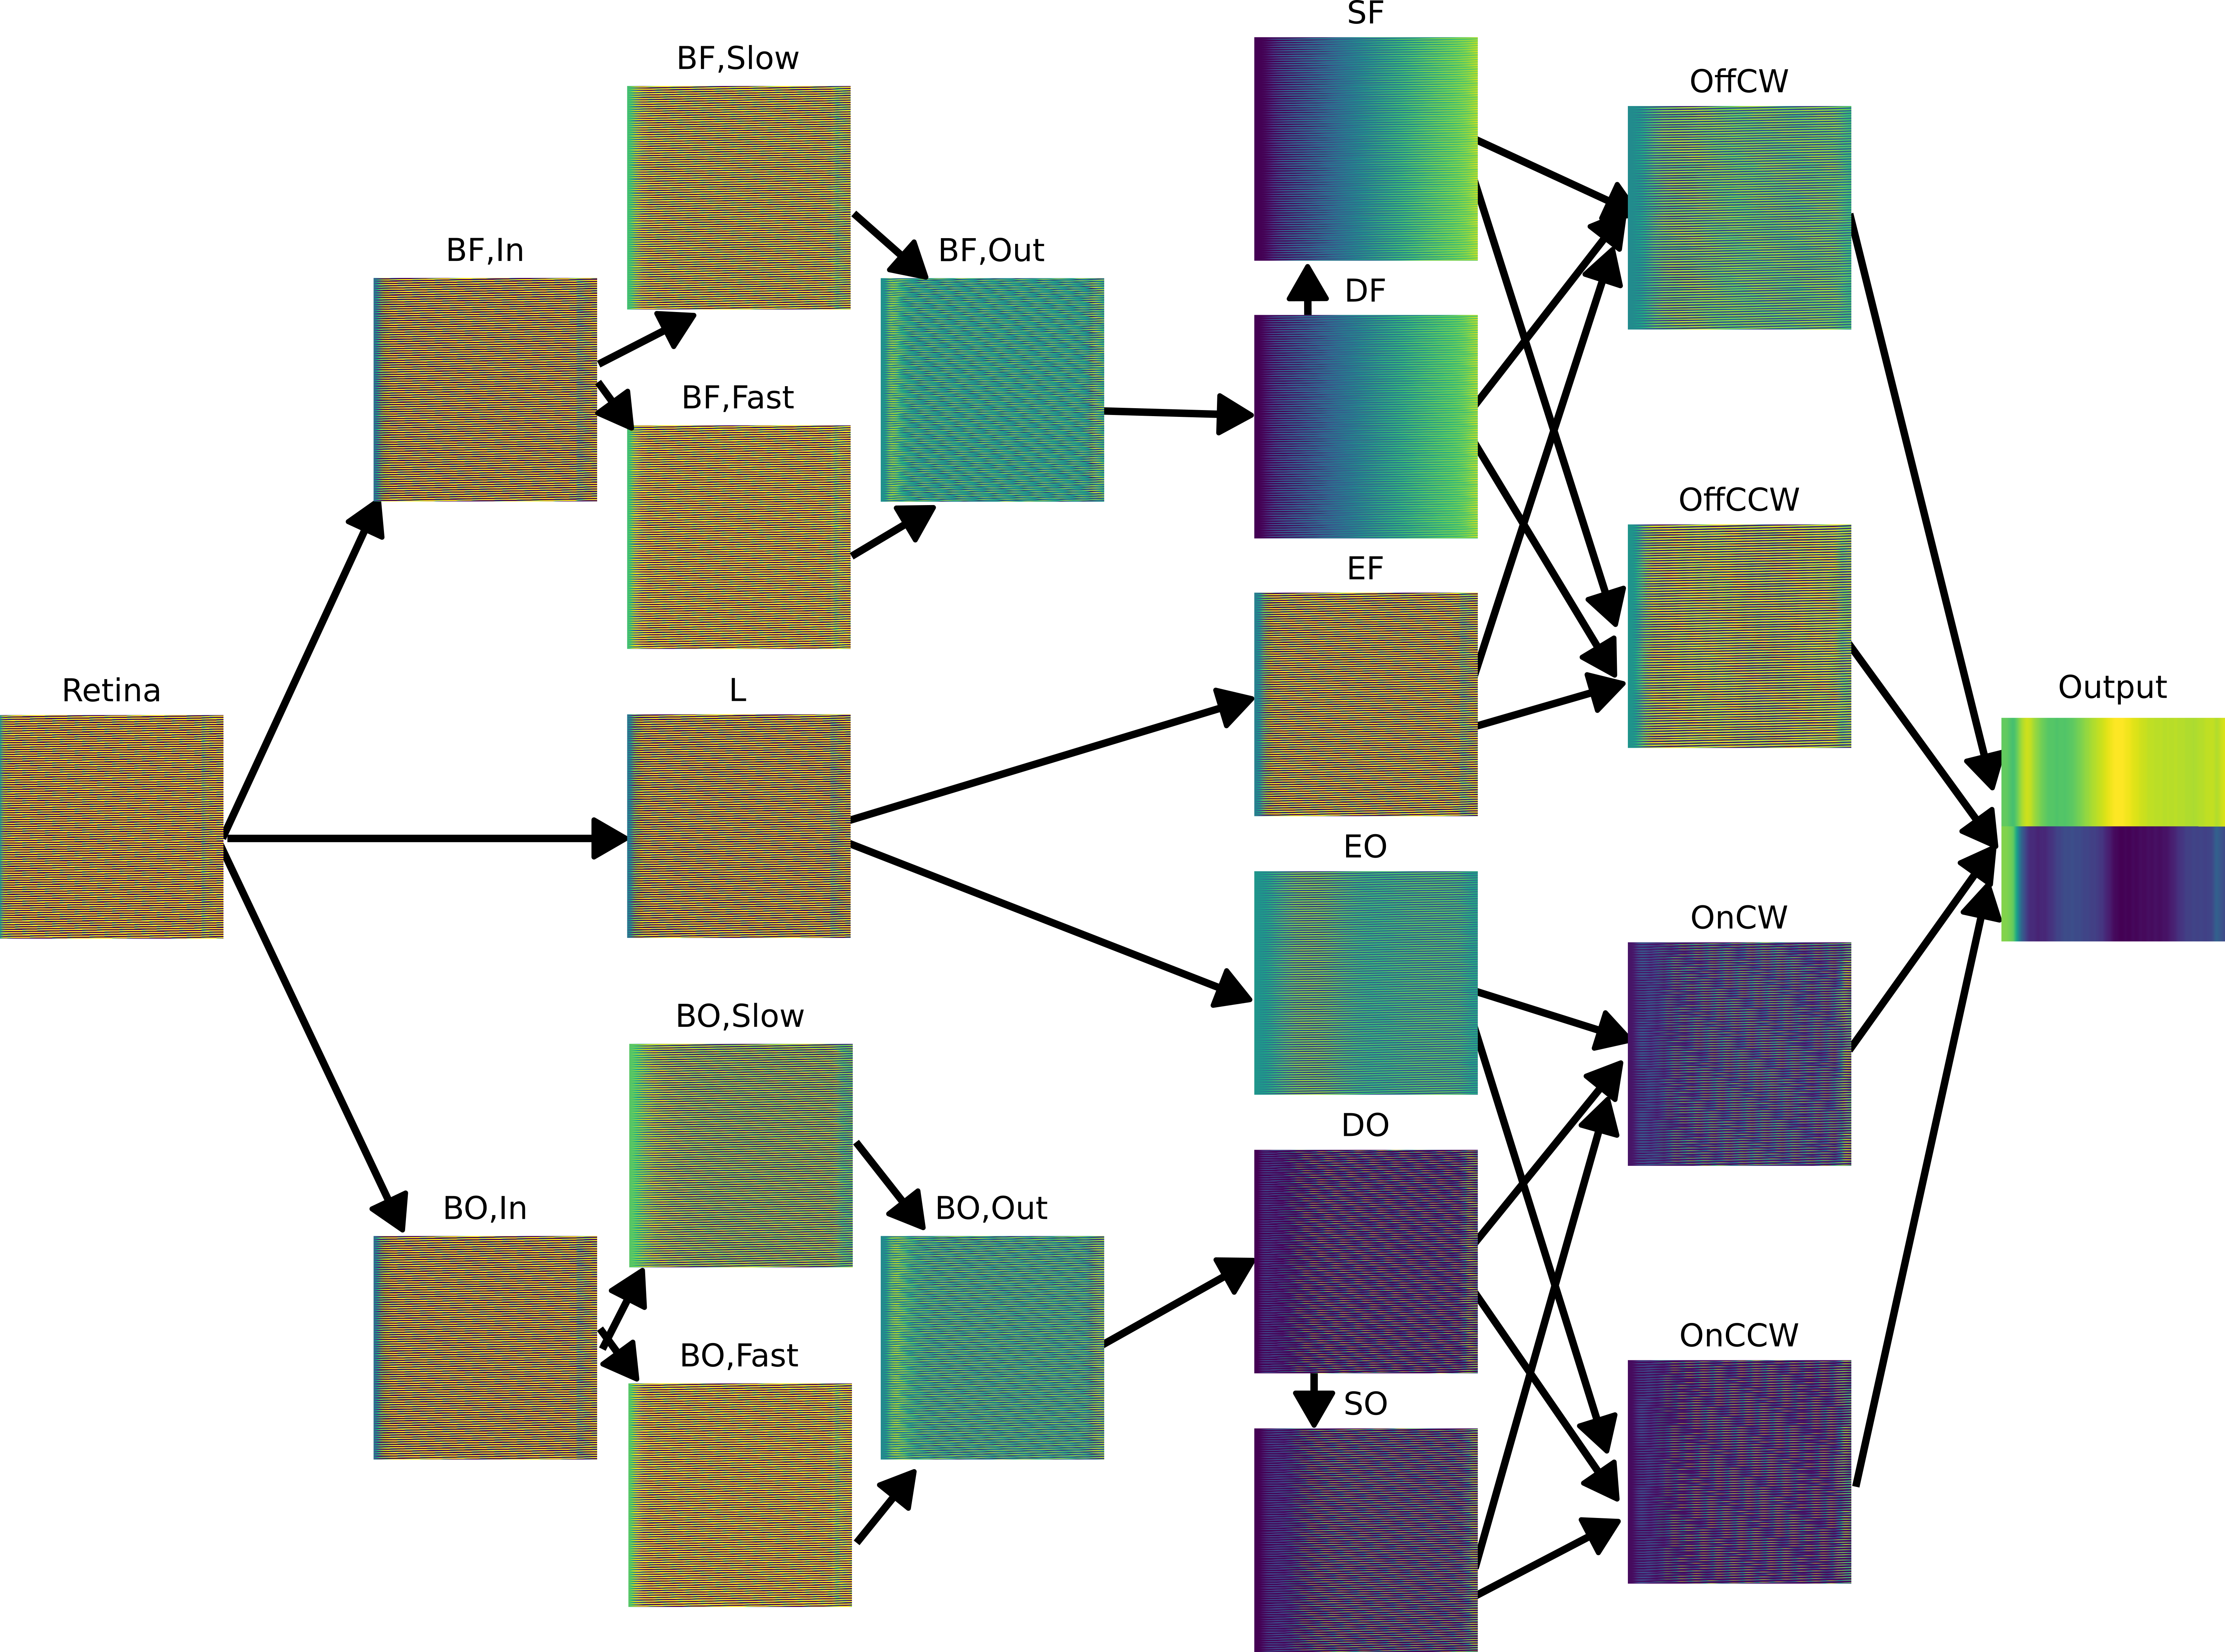 SF
BF,Slow
OffCW
BF,In
BF,Out
DF
BF,Fast
OffCCW
EF
Retina
L
Output
EO
OnCW
BO,Slow
DO
BO,In
BO,Out
OnCCW
BO,Fast
SO